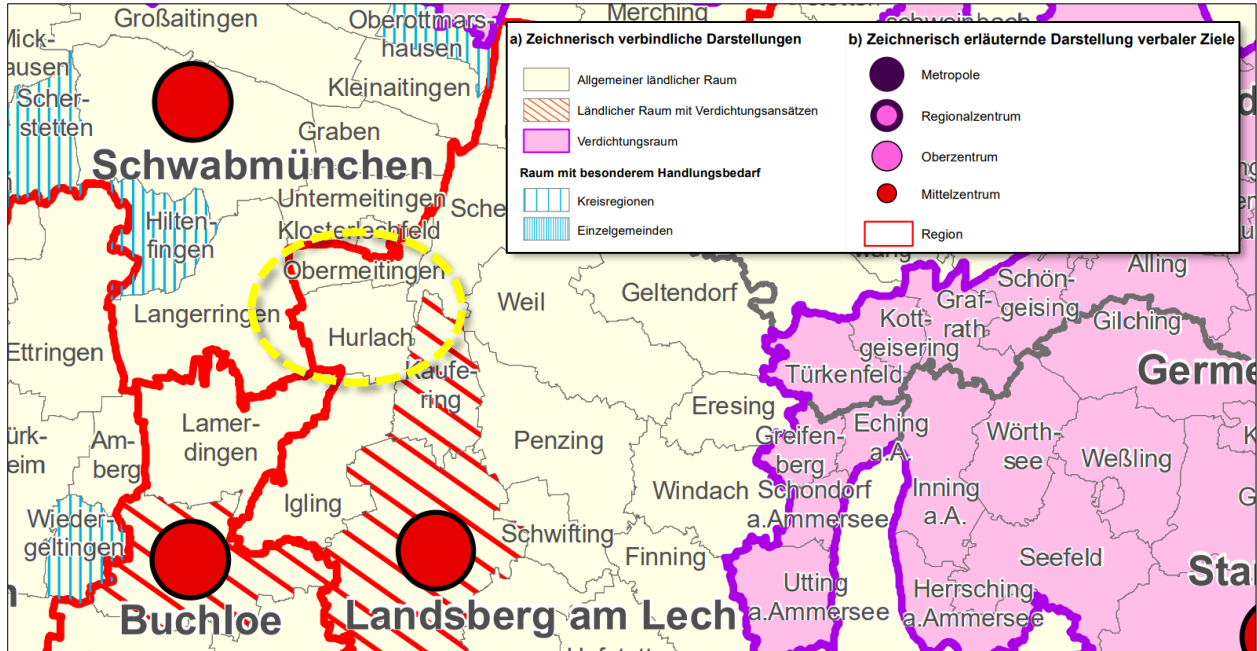 Großaitingen
Oberottmars-
hausen
Merching
schweinbach
Mick-
ausen
Scher-
stetten
Kleinaitingen
Graben
Schwabmünchen
Untermeitingen
Klosterlechfeld
Hilten-
fingen
Obermeitingen
Langerringen
Hurlach
Ettringen
Kaufe-
ring
Weil
Geltendorf
Lamer-
dingen
Am-
berg
Igling
Penzing
Eresing
Windach
Schwifting
Finning
Wieder-
geltingen
Buchloe
Landsberg am Lech
a) Zeichnerisch verbindliche Darstellungen
Allgemeiner ländlicher Raum
Ländlicher Raum mit Verdichtungsansätzen
Verdichtungsraum
Raum mit besonderem Handlungsbedarf
Kreisregionen
Einzelgemeinden
b) Zeichnerisch erläuternde Darstellung verbaler Ziele
Metropole
Regionalzentrum
Oberzentrum
Mittelzentrum
Region
Alling
Schön-
geising
Graf-
rath
Gilching
Kott-
geisering
Türkenfeld
Germe
Greifen-
berg
Eching
a.A.
Wörth-
see
Weßling
Schondorf
a.Ammersee
Inning
a.A.
Seefeld
Utting
a.Ammersee
Herrsching
a.Ammersee
Star